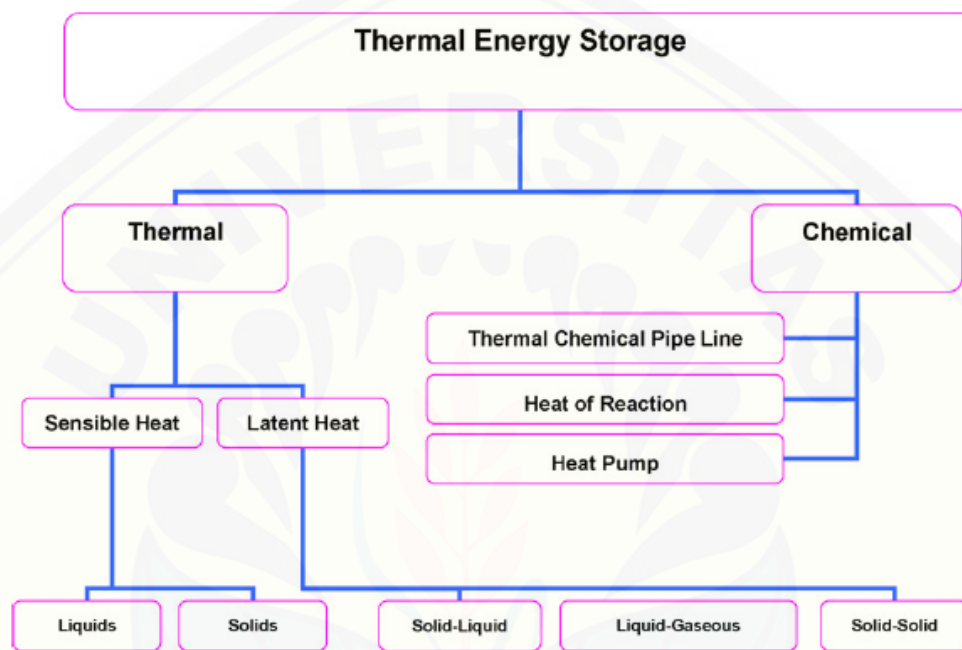 Thermal Energy Storage
Thermal
Chemical
Thermal Chemical Pipe Line
Heat of Reaction
Heat Pump
Sensible Heat
Latent Heat
Liquids
Solids
Solid-Liquid
Liquid-Gaseous
Solid-Solid
UNIVERSITAS